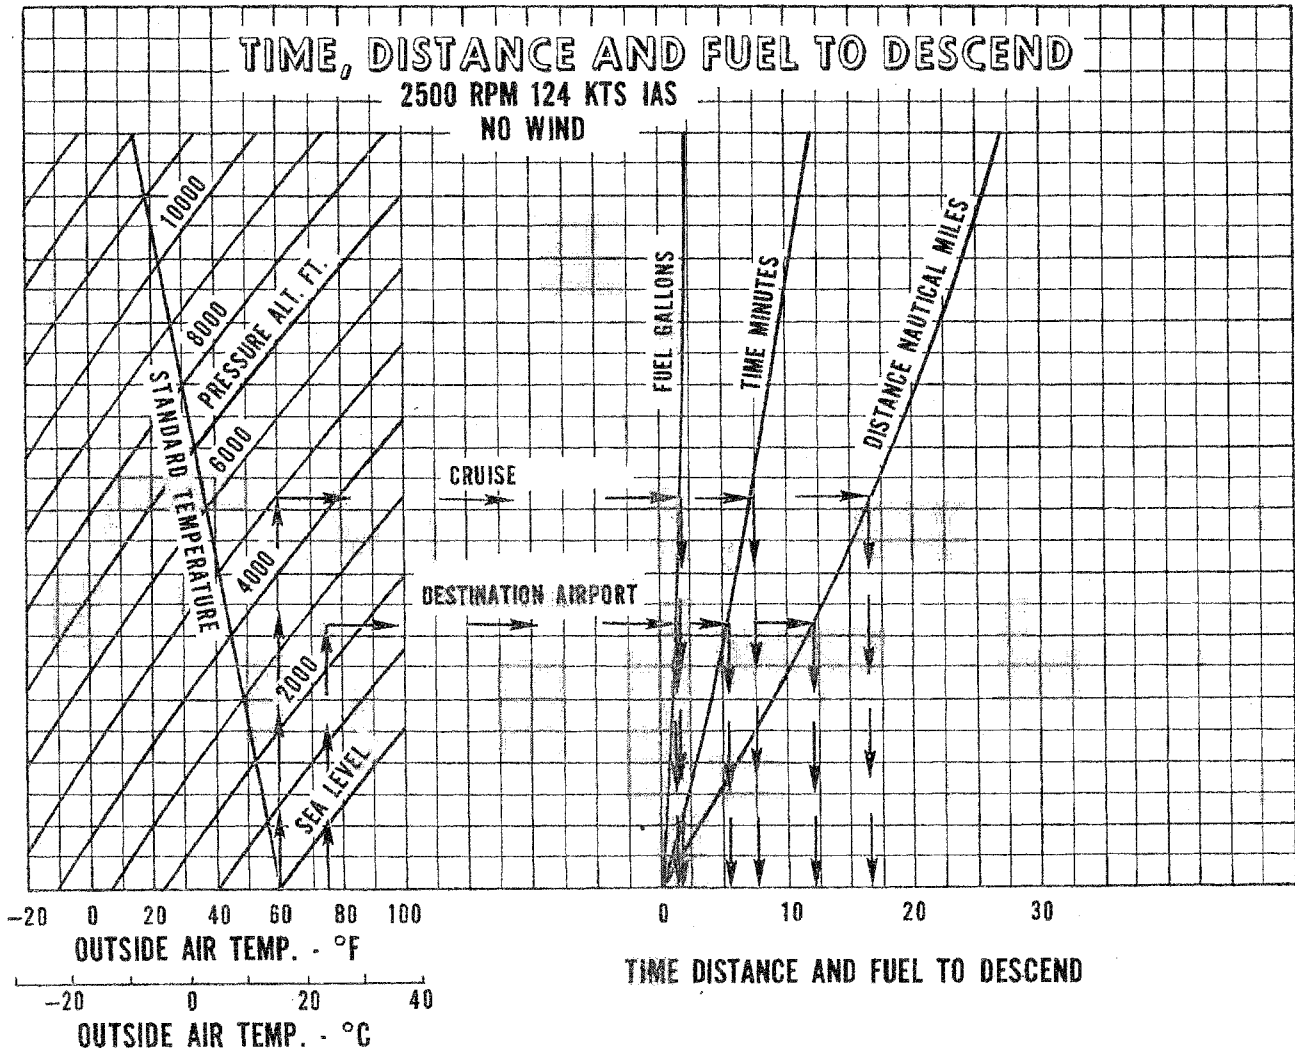 TIME, DISTANCE AND FUEL TO DESCEND
2500 RPM 124 KTS IAS
NO WIND
10000
8000
PRESSURE ALT. FT.
6000
STANDARD TEMPERATURE
4000
2000
SEA LEVEL
FUEL GALLONS
TIME MINUTES
DISTANCE NAUTICAL MILES
CRUISE
DESTINATION AIRPORT
-20 0 20 40 60 80 100
OUTSIDE AIR TEMP. - °F
-20 0 20 40
OUTSIDE AIR TEMP. - °C
0 10 20 30
TIME DISTANCE AND FUEL TO DESCEND